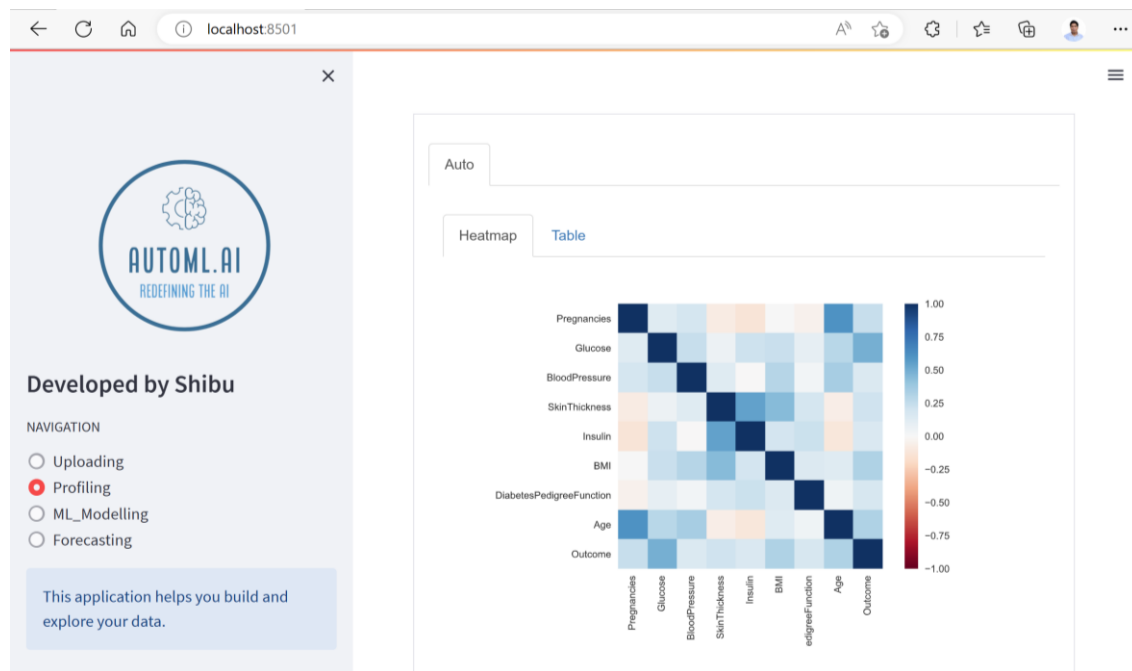 localhost:8501
AUTOML.AI
REDEFINING THE AI
Developed by Shibu
NAVIGATION
Uploading
Profiling
ML_Modelling
Forecasting
This application helps you build and
explore your data.
Auto
Heatmap
Table
Pregnancies
Glucose
BloodPressure
SkinThickness
Insulin
BMI
DiabetesPedigreeFunction
Age
Outcome
Pregnancies
Glucose
BloodPressure
SkinThickness
Insulin
BMI
edigreeFunction
Age
Outcome
1.00
0.75
0.50
0.25
0.00
−0.25
−0.50
−0.75
−1.00